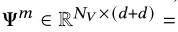 Ψ^m ∈ ℝ^{N_V×(d+d)} =